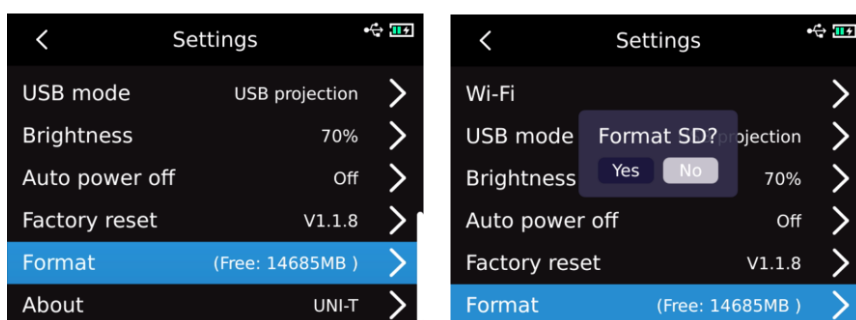 Settings
USB mode USB projection
Brightness 70%
Auto power off Off
Factory reset V1.1.8
Format (Free: 14685MB )
About UNI-T
Settings
Wi-Fi
USB mode projection
Format SD?
Yes No
Brightness 70%
Auto power off Off
Factory reset V1.1.8
Format (Free: 14685MB )